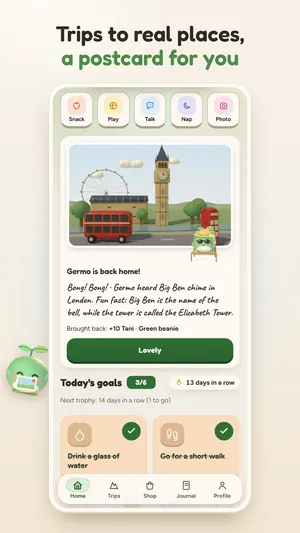 Trips to real places,
a postcard for you
Snack
Play
Talk
Nap
Photo
Germo is back home!
Bong! Bong! · Germo heard Big Ben chime in
London. Fun fact: Big Ben is the name of the
bell, while the tower is called the Elizabeth Tower.
Brought back: +10 Tani · Green beanie
Lovely
Today's goals
3/6
13 days in a row
Next trophy: 14 days in a row (1 to go)
Drink a glass of
water
Go for a short walk
Home
Trips
Shop
Journal
Profile